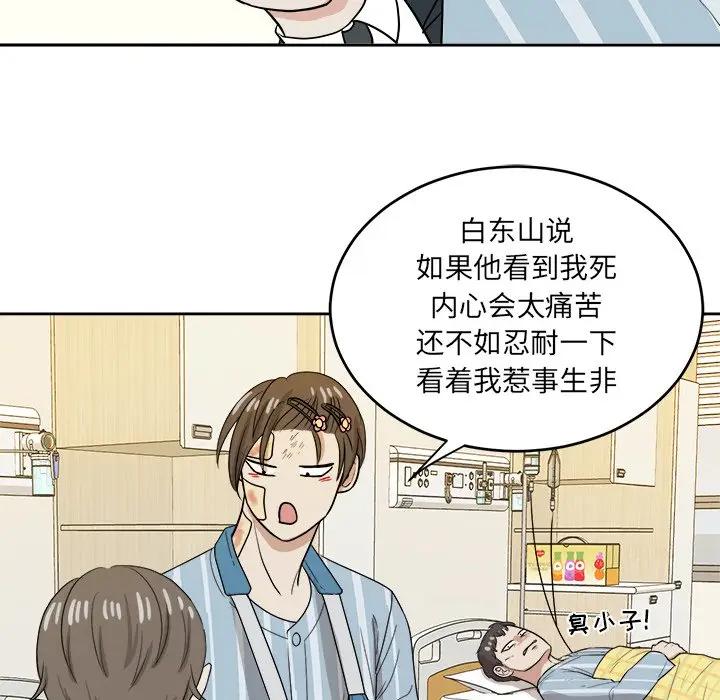 白东山说
如果他看到我死
内心会太痛苦
还不如忍耐一下
看着我惹事生非
臭小子!